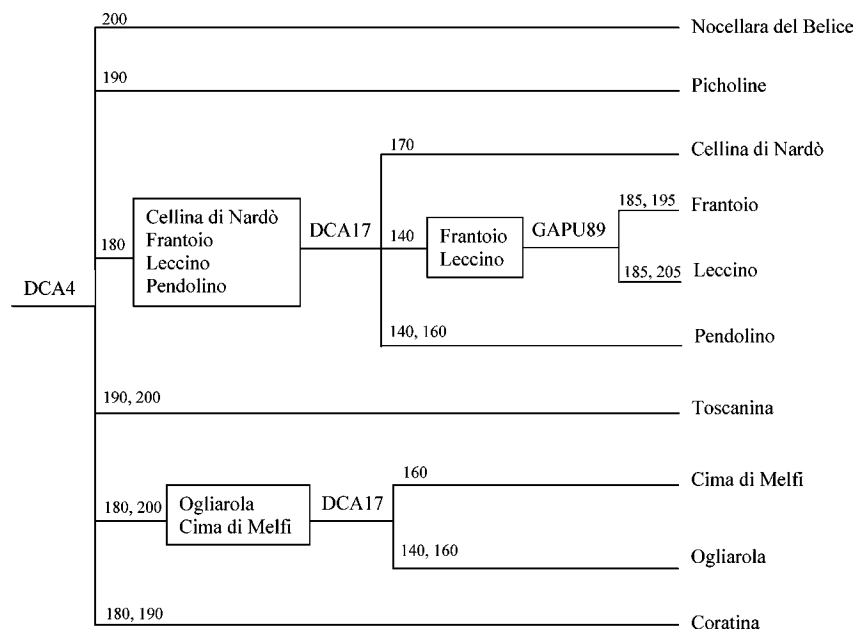 200
Nocellara del Belice
190
Picholine
170
Cellina di Nardò
180
Cellina di Nardò
Frantoio
Leccino
Pendolino
DCA17
140
Frantoio
Leccino
GAPU89
185, 195
Frantoio
185, 205
Leccino
DCA4
140, 160
Pendolino
190, 200
Toscanina
180, 200
Ogliarola
Cima di Melfi
DCA17
160
Cima di Melfi
140, 160
Ogliarola
180, 190
Coratina